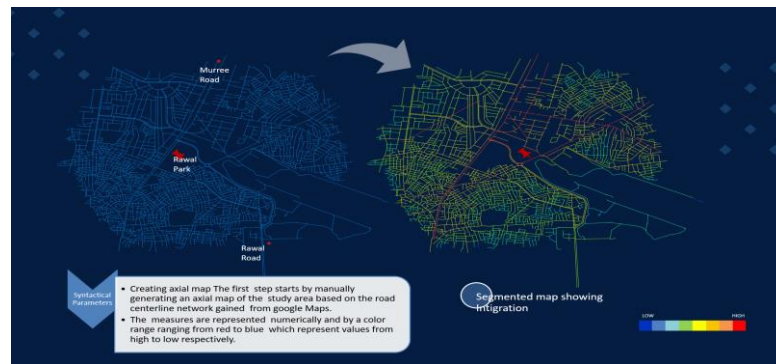 Murree
Road
Rawal
Park
Rawal
Road
Syntactical
Parameters
• Creating axial map The first step starts by manually
generating an axial map of the study area based on the road
centerline network gained from google Maps.
• The measures are represented numerically and by a color
range ranging from red to blue which represent values from
high to low respectively.
Segmented map showing
Intigration
LOW
HIGH